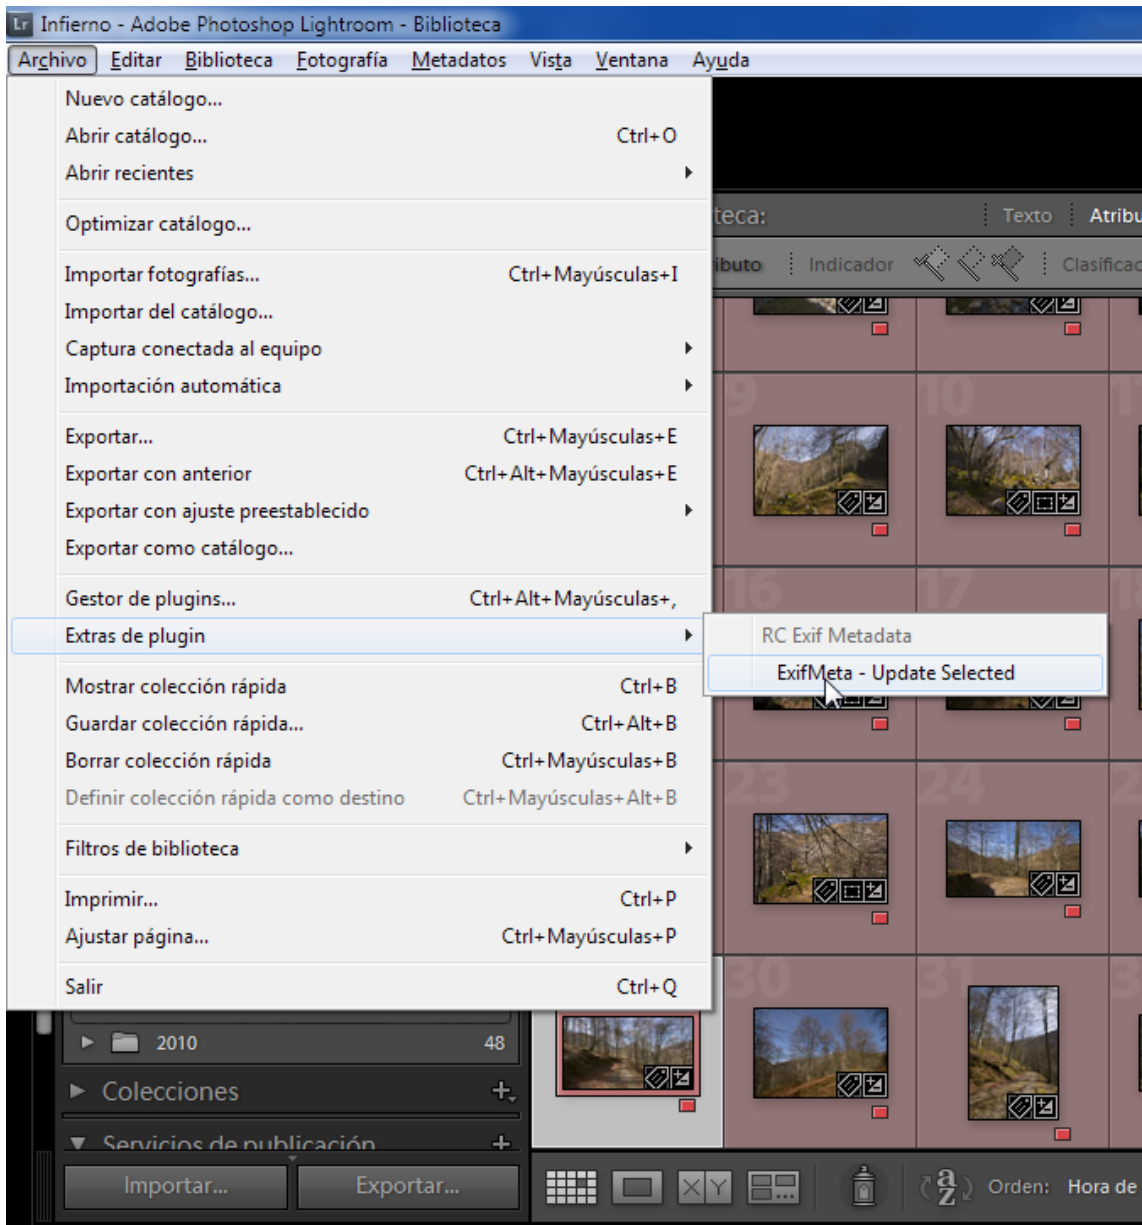 Lr Infierno - Adobe Photoshop Lightroom - Biblioteca
Archivo Editar Biblioteca Fotografía Metadatos Vista Ventana Ayuda
Nuevo catálogo...
Abrir catálogo... Ctrl+O
Abrir recientes
Optimizar catálogo...
Importar fotografías... Ctrl+Mayúsculas+I
Importar del catálogo...
Captura conectada al equipo
Importación automática
Exportar... Ctrl+Mayúsculas+E
Exportar con anterior Ctrl+Alt+Mayúsculas+E
Exportar con ajuste preestablecido
Exportar como catálogo...
Gestor de plugins... Ctrl+Alt+Mayúsculas+,
Extras de plugin
Mostrar colección rápida Ctrl+B
Guardar colección rápida... Ctrl+Alt+B
Borrar colección rápida Ctrl+Mayúsculas+B
Definir colección rápida como destino Ctrl+Mayúsculas+Alt+B
Filtros de biblioteca
Imprimir... Ctrl+P
Ajustar página... Ctrl+Mayúsculas+P
Salir Ctrl+Q
RC Exif Metadata
ExifMeta - Update Selected
teca: Texto Atribu
ibuto Indicador Clasificac
9 10
16 17
23 24
30 31
2010 48
Colecciones
Servicios de publicación
Importar... Exportar...
X Y
a z Orden: Hora de